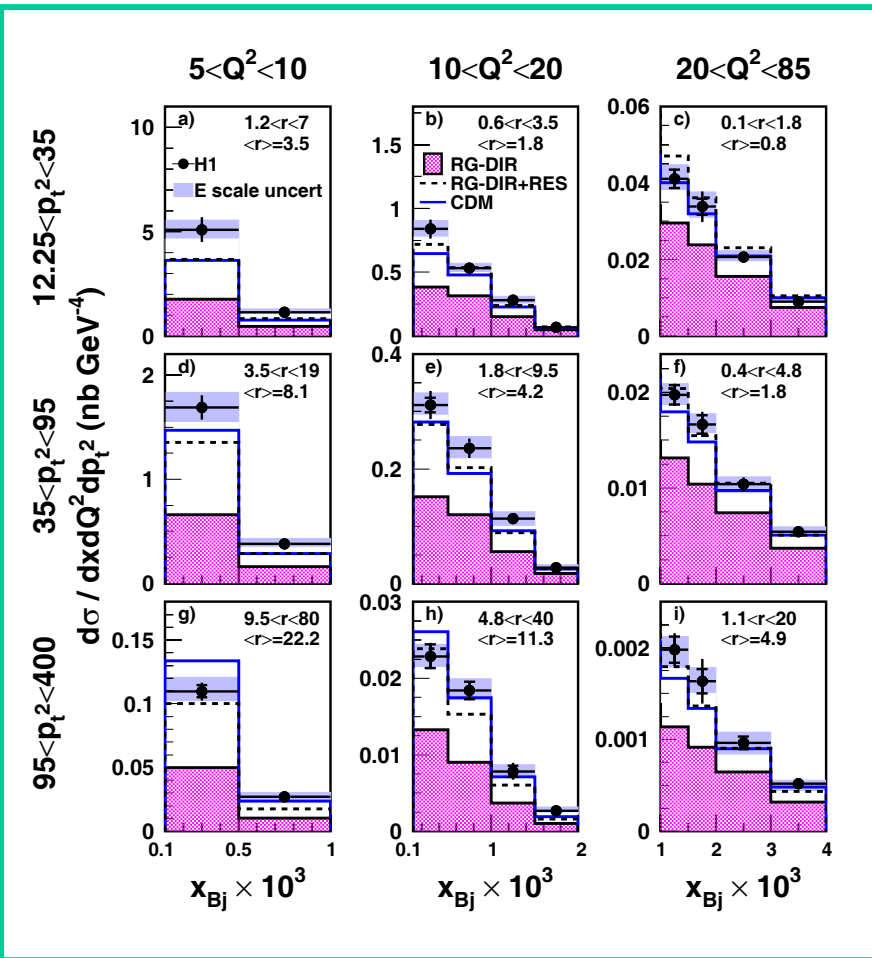 5<Q²<10
10<Q²<20
20<Q²<85
12.25<pₜ²<35
35<pₜ²<95
95<pₜ²<400
dσ / dxdQ²dpₜ² (nb GeV⁻⁴)
a)
1.2<r<7
<r>=3.5
H1
E scale uncert
10
5
0
b)
0.6<r<3.5
<r>=1.8
RG-DIR
RG-DIR+RES
CDM
1.5
1
0.5
0
c)
0.1<r<1.8
<r>=0.8
0.06
0.04
0.02
0
d)
3.5<r<19
<r>=8.1
2
1
0
e)
1.8<r<9.5
<r>=4.2
0.4
0.2
0
f)
0.4<r<4.8
<r>=1.8
0.02
0.01
0
g)
9.5<r<80
<r>=22.2
0.15
0.1
0.05
0
h)
4.8<r<40
<r>=11.3
0.03
0.02
0.01
0
i)
1.1<r<20
<r>=4.9
0.002
0.001
0
0.1 0.5 1
0.1 1 2
1 2 3 4
x_Bj × 10³
x_Bj × 10³
x_Bj × 10³